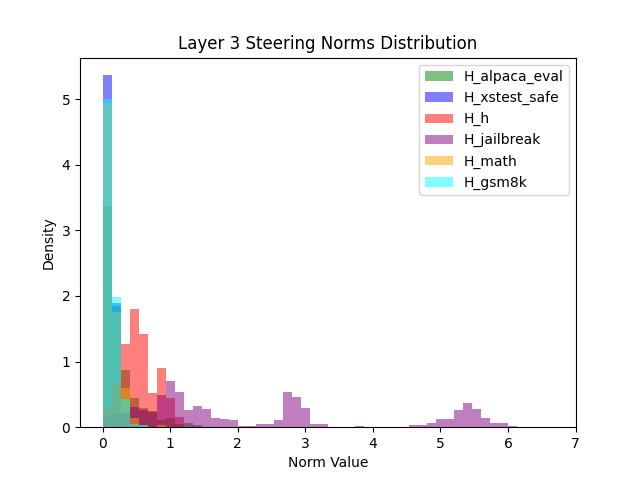 Layer 3 Steering Norms Distribution
H_alpaca_eval
H_xstest_safe
H_h
H_jailbreak
H_math
H_gsm8k
Density
5
4
3
2
1
0
0 1 2 3 4 5 6 7
Norm Value